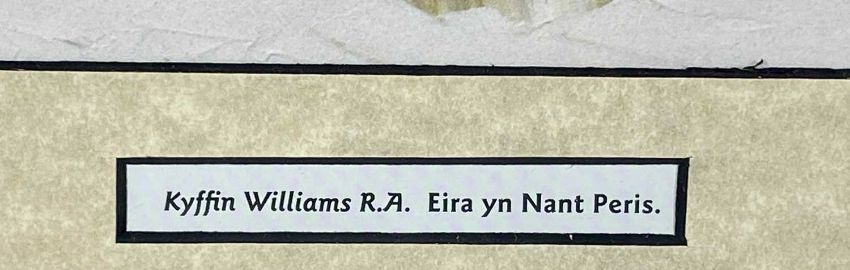 Kyffin Williams R.A. Eira yn Nant Peris.